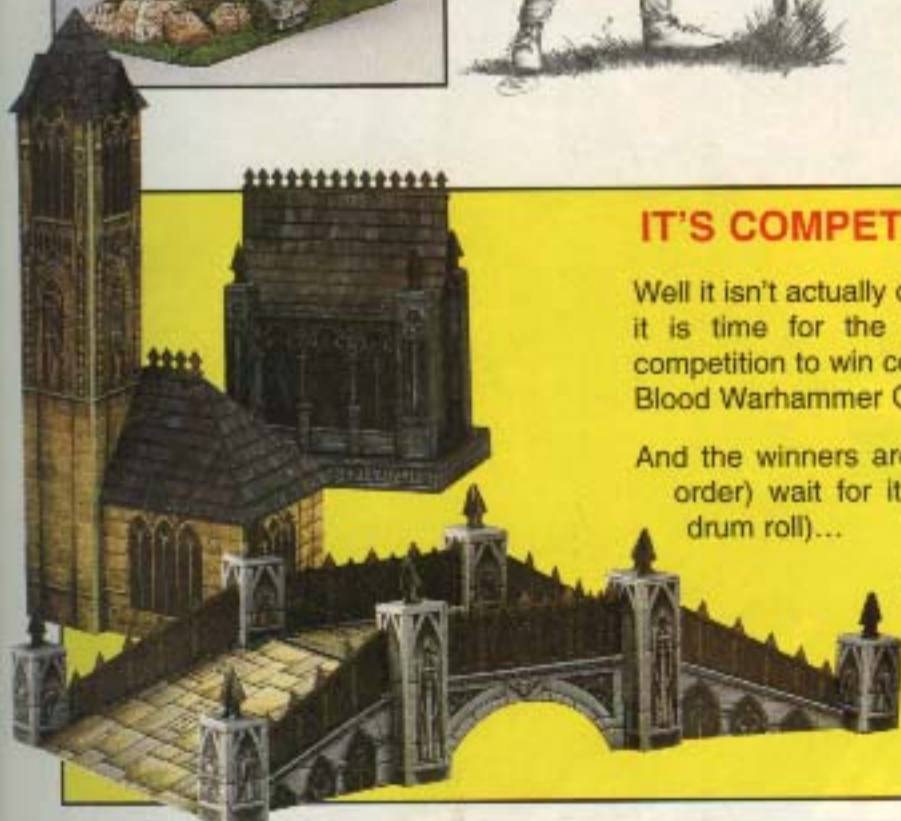 IT'S COMPET
Well it isn't actually
it is time for the
competition to win
Blood Warhammer
And the winners are
order) wait for it
drum roll)...